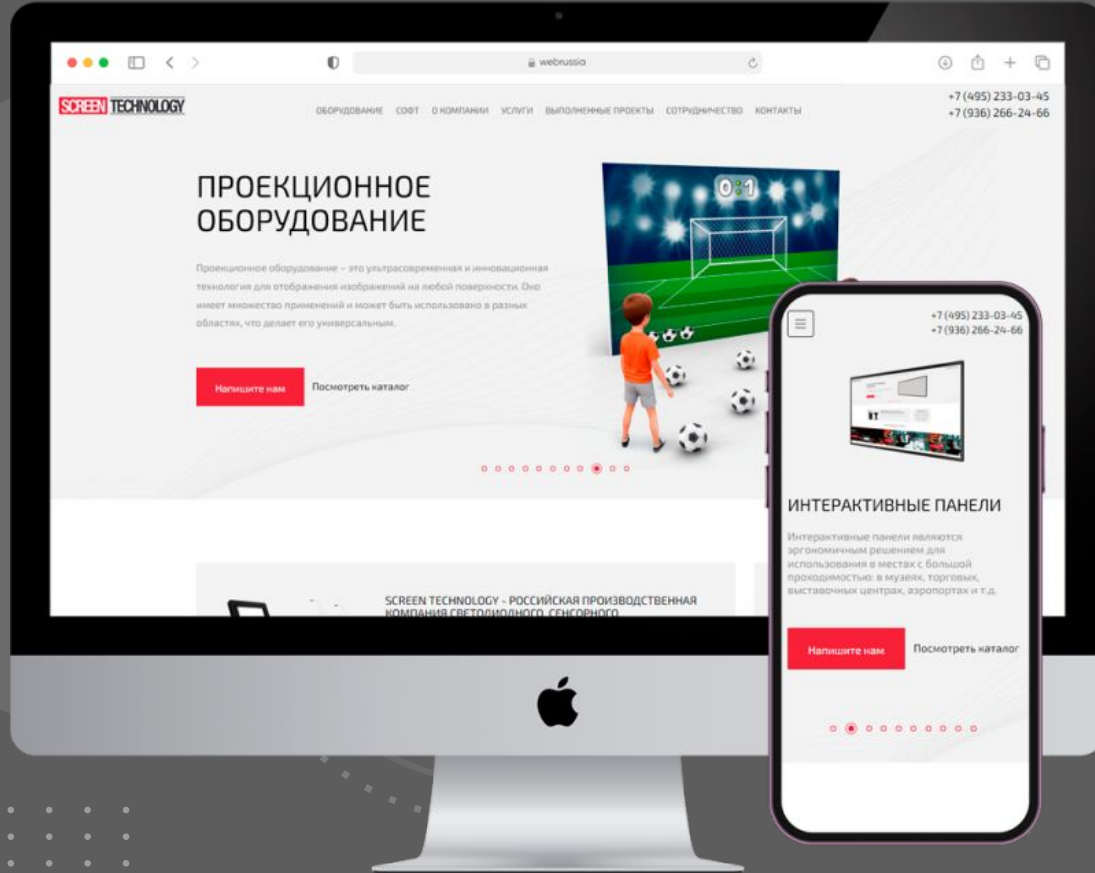 webrussia
SCREEN TECHNOLOGY
ОБОРУДОВАНИЕ СОФТ О КОМПАНИИ УСЛУГИ ВЫПОЛНЕННЫЕ ПРОЕКТЫ СОТРУДНИЧЕСТВО КОНТАКТЫ
+7 (495) 233-03-45
+7 (936) 266-24-66
ПРОЕКЦИОННОЕ
ОБОРУДОВАНИЕ
Проекционное оборудование – это ультрасовременная и инновационная
технология для отображения изображений на любой поверхности. Оно
имеет множество применений и может быть использовано в разных
областях, что делает его универсальным.
Напишите нам
Посмотреть каталог
0:1
SCREEN TECHNOLOGY - РОССИЙСКАЯ ПРОИЗВОДСТВЕННАЯ
КОМПАНИЯ СВЕТОДИОДНОГО, СЕНСОРНОГО
+7 (495) 233-03-45
+7 (936) 266-24-66
ИНТЕРАКТИВНЫЕ ПАНЕЛИ
Интерактивные панели являются
эргономичным решением для
использования в местах с большой
проходимостью: в музеях, торговых,
выставочных центрах, аэропортах и т.д.
Напишите нам
Посмотреть каталог